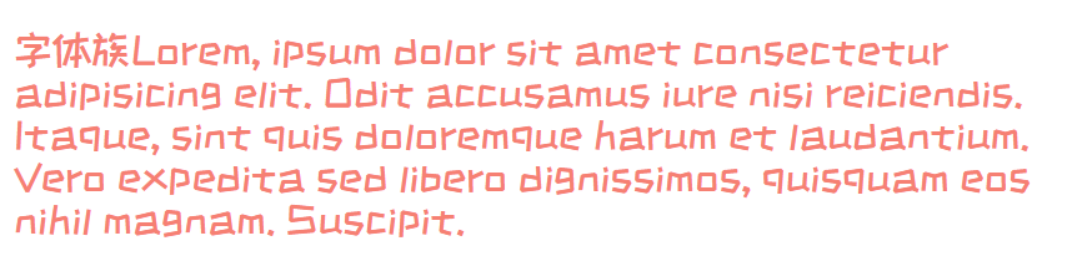 字体族Lorem, ipsum dolor sit amet consectetur
adipisicing elit. Odit accusamus iure nisi reiciendis.
Itaque, sint quis doloremque harum et laudantium.
Vero expedita sed libero dignissimos, quisquam eos
nihil magnam. Suscipit.